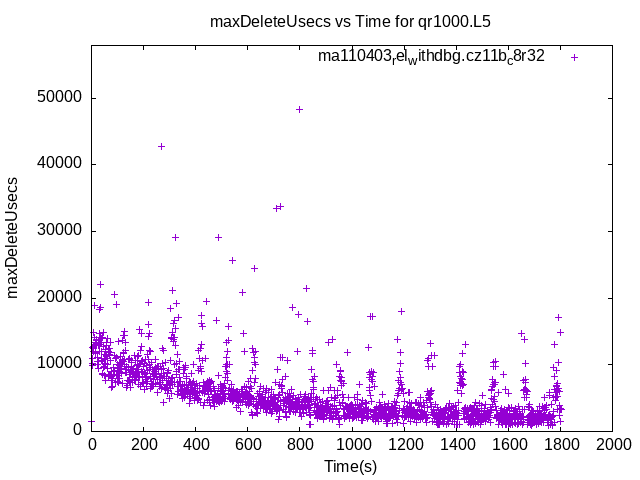 maxDeleteUsecs vs Time for qr1000.L5
ma110403relwithdbg.cz11bc8r32
50000
40000
30000
20000
10000
0
maxDeleteUsecs
0 200 400 600 800 1000 1200 1400 1600 1800 2000
Time(s)